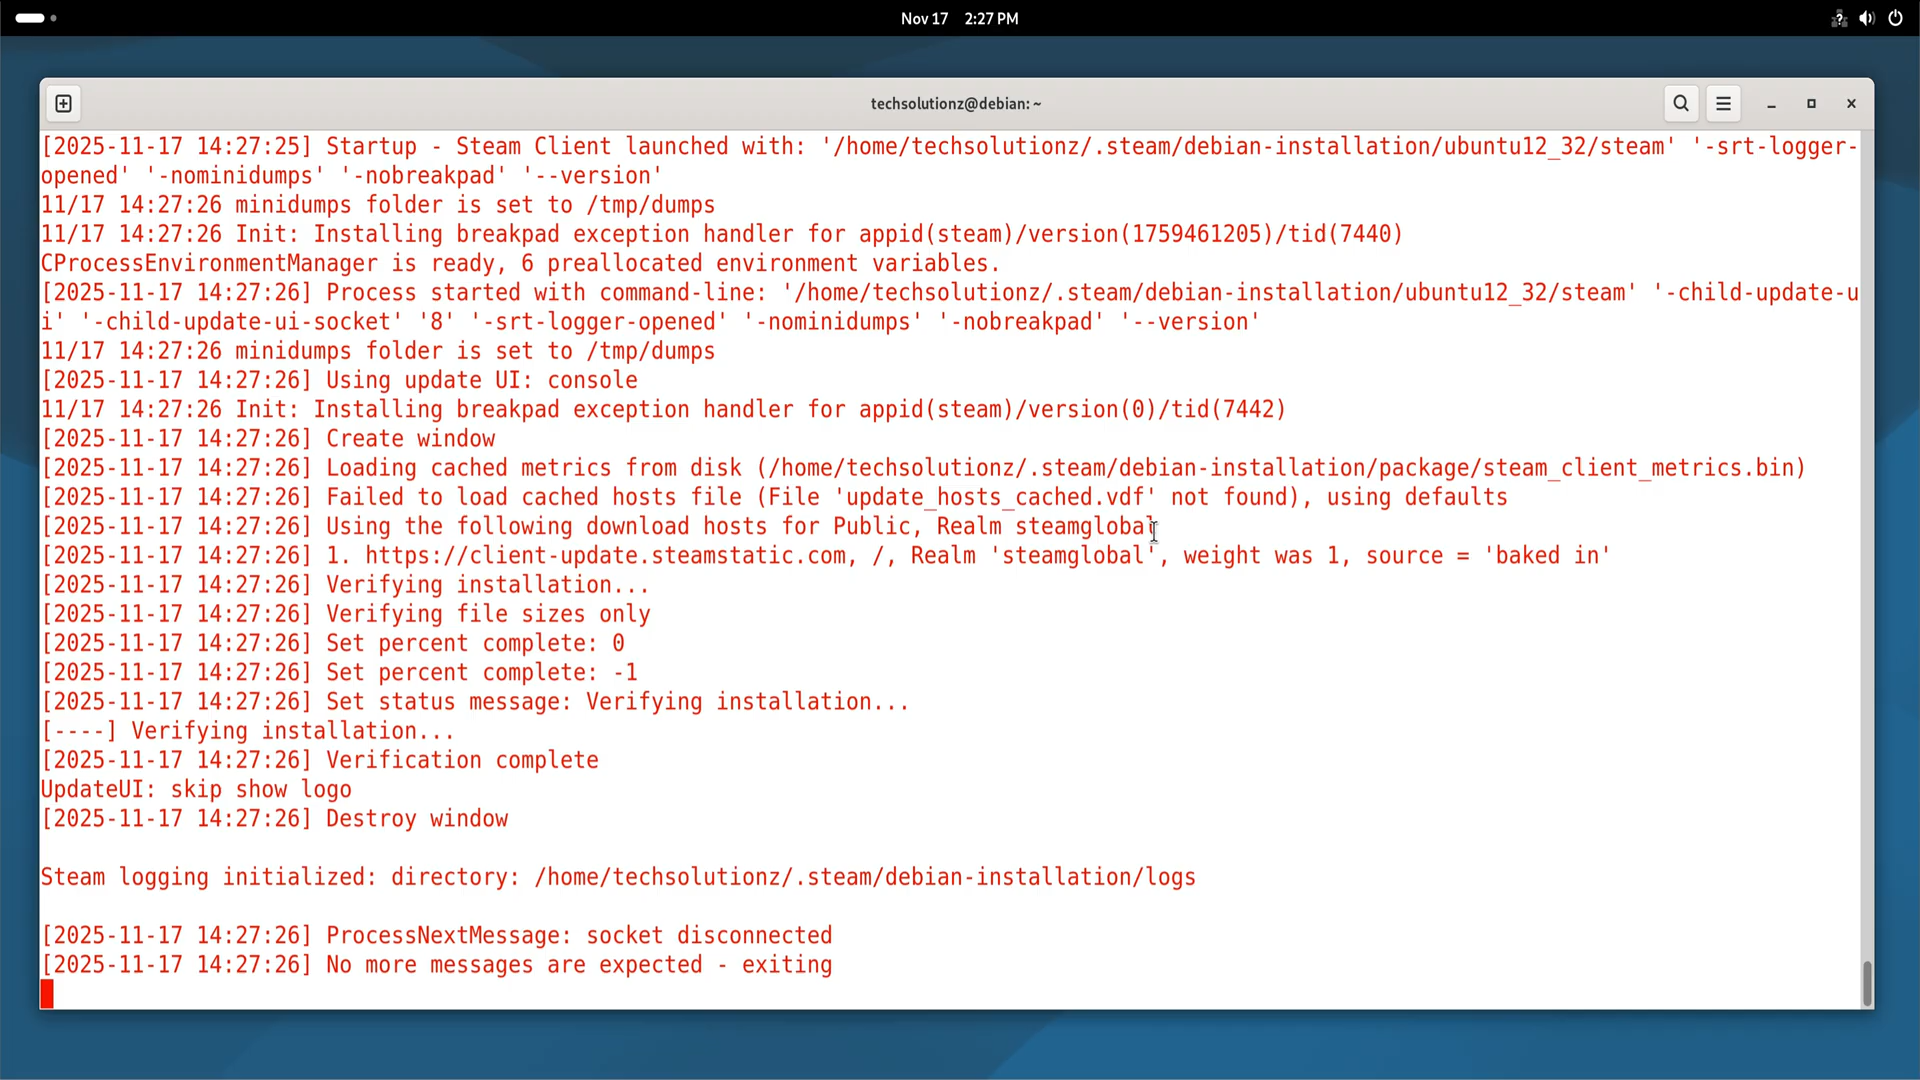 Nov 17 2:27 PM
techsolutionz@debian: ~
[2025-11-17 14:27:25] Startup - Steam Client launched with: '/home/techsolutionz/.steam/debian-installation/ubuntu12_32/steam' '-srt-logger-
opened' '-nominidumps' '-nobreakpad' '--version'
11/17 14:27:26 minidumps folder is set to /tmp/dumps
11/17 14:27:26 Init: Installing breakpad exception handler for appid(steam)/version(1759461205)/tid(7440)
CProcessEnvironmentManager is ready, 6 preallocated environment variables.
[2025-11-17 14:27:26] Process started with command-line: '/home/techsolutionz/.steam/debian-installation/ubuntu12_32/steam' '-child-update-u
i' '-child-update-ui-socket' '8' '-srt-logger-opened' '-nominidumps' '-nobreakpad' '--version'
11/17 14:27:26 minidumps folder is set to /tmp/dumps
[2025-11-17 14:27:26] Using update UI: console
11/17 14:27:26 Init: Installing breakpad exception handler for appid(steam)/version(0)/tid(7442)
[2025-11-17 14:27:26] Create window
[2025-11-17 14:27:26] Loading cached metrics from disk (/home/techsolutionz/.steam/debian-installation/package/steam_client_metrics.bin)
[2025-11-17 14:27:26] Failed to load cached hosts file (File 'update_hosts_cached.vdf' not found), using defaults
[2025-11-17 14:27:26] Using the following download hosts for Public, Realm steamglobal
[2025-11-17 14:27:26] 1. https://client-update.steamstatic.com, /, Realm 'steamglobal', weight was 1, source = 'baked in'
[2025-11-17 14:27:26] Verifying installation...
[2025-11-17 14:27:26] Verifying file sizes only
[2025-11-17 14:27:26] Set percent complete: 0
[2025-11-17 14:27:26] Set percent complete: -1
[2025-11-17 14:27:26] Set status message: Verifying installation...
[----] Verifying installation...
[2025-11-17 14:27:26] Verification complete
UpdateUI: skip show logo
[2025-11-17 14:27:26] Destroy window
Steam logging initialized: directory: /home/techsolutionz/.steam/debian-installation/logs
[2025-11-17 14:27:26] ProcessNextMessage: socket disconnected
[2025-11-17 14:27:26] No more messages are expected - exiting